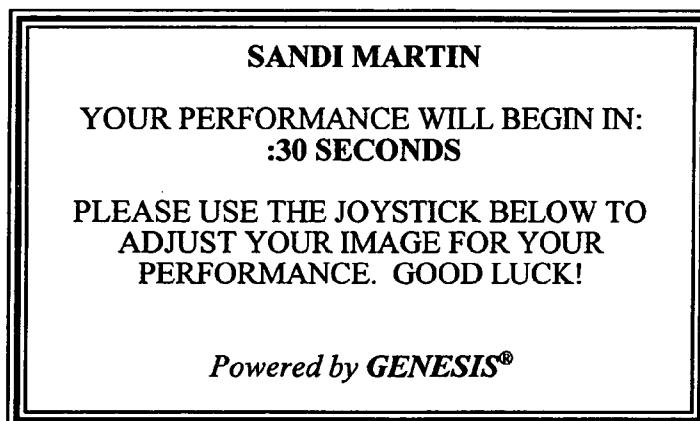 SANDI MARTIN
YOUR PERFORMANCE WILL BEGIN IN:
:30 SECONDS
PLEASE USE THE JOYSTICK BELOW TO
ADJUST YOUR IMAGE FOR YOUR
PERFORMANCE. GOOD LUCK!
Powered by GENESIS®